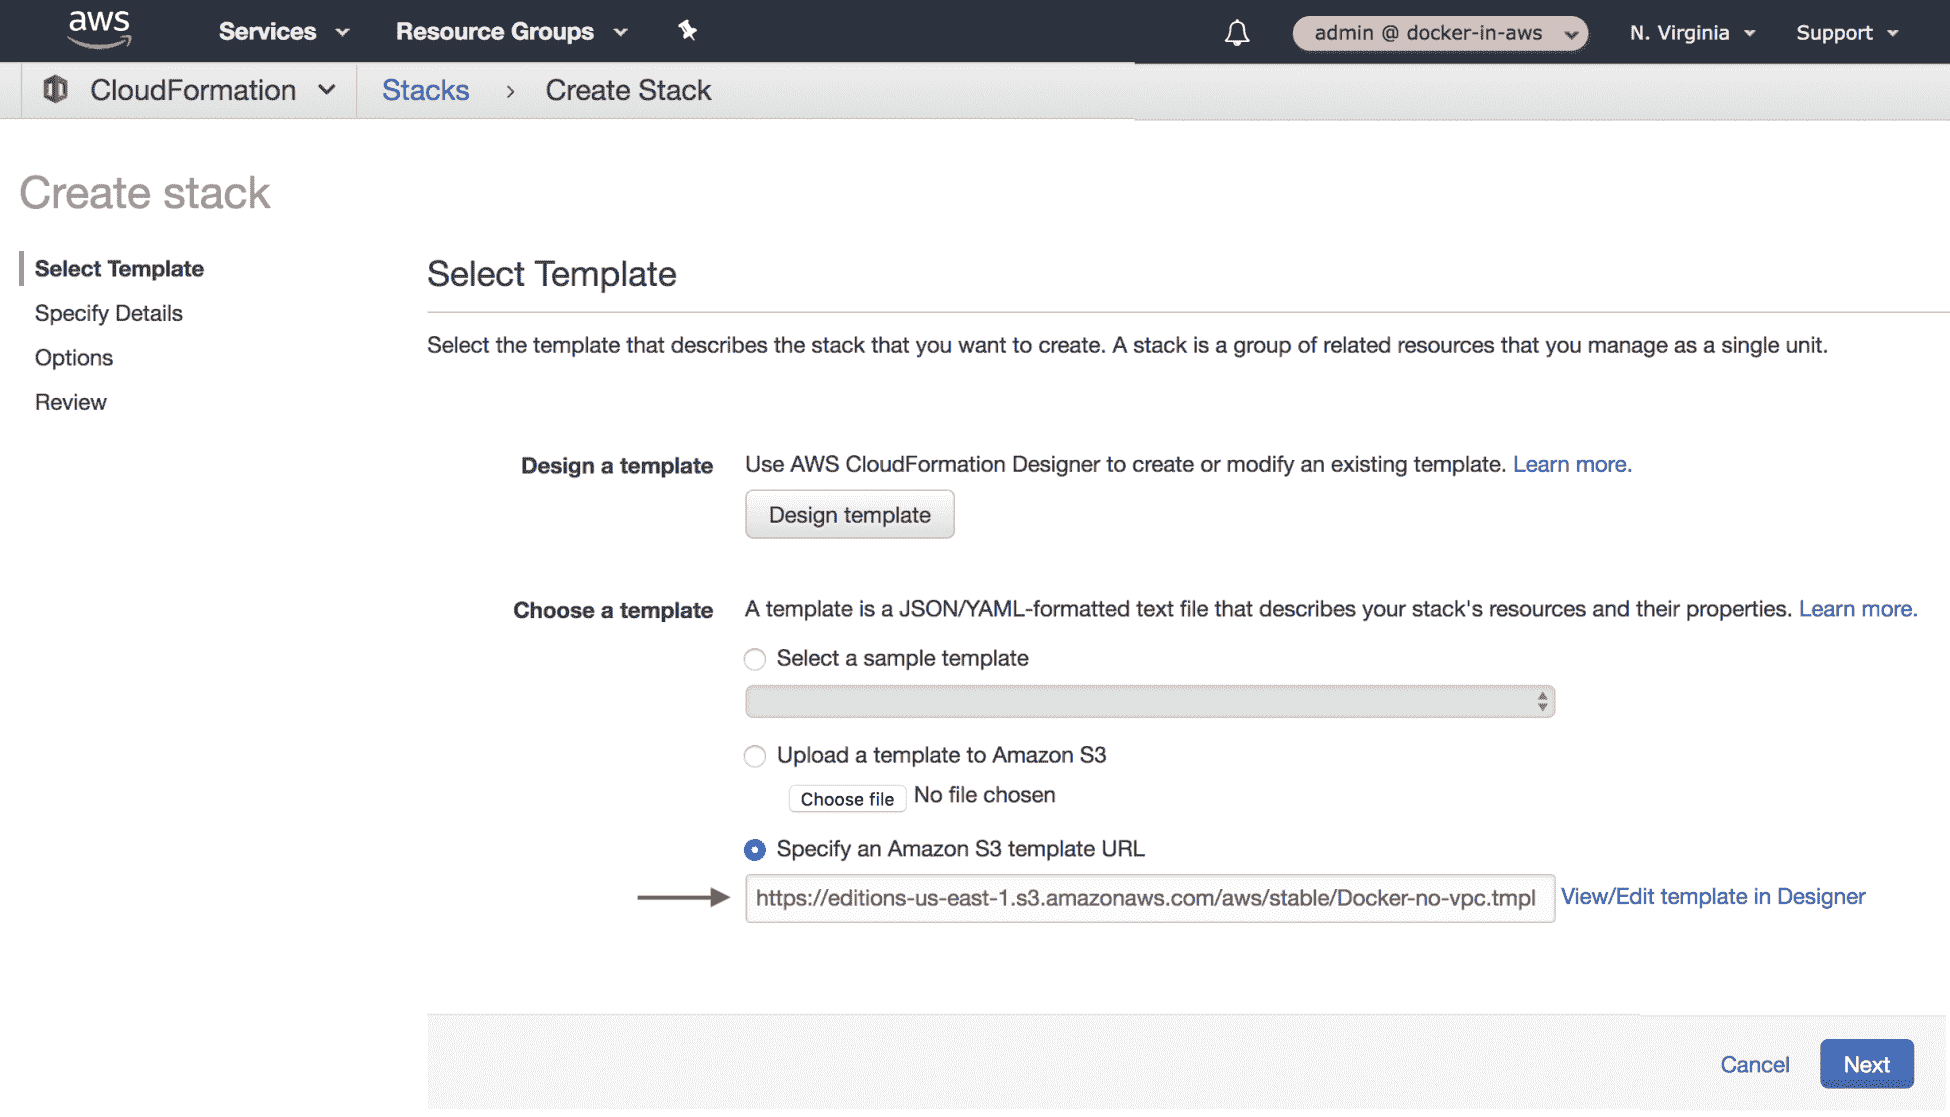 aws Services Resource Groups admin @ docker-in-aws N. Virginia Support
CloudFormation Stacks › Create Stack
Create stack
Select Template
Specify Details
Options
Review
Select Template
Select the template that describes the stack that you want to create. A stack is a group of related resources that you manage as a single unit.
Design a template Use AWS CloudFormation Designer to create or modify an existing template. Learn more.
Design template
Choose a template A template is a JSON/YAML-formatted text file that describes your stack's resources and their properties. Learn more.
Select a sample template
Upload a template to Amazon S3
Choose file No file chosen
Specify an Amazon S3 template URL
https://editions-us-east-1.s3.amazonaws.com/aws/stable/Docker-no-vpc.tmpl View/Edit template in Designer
Cancel Next